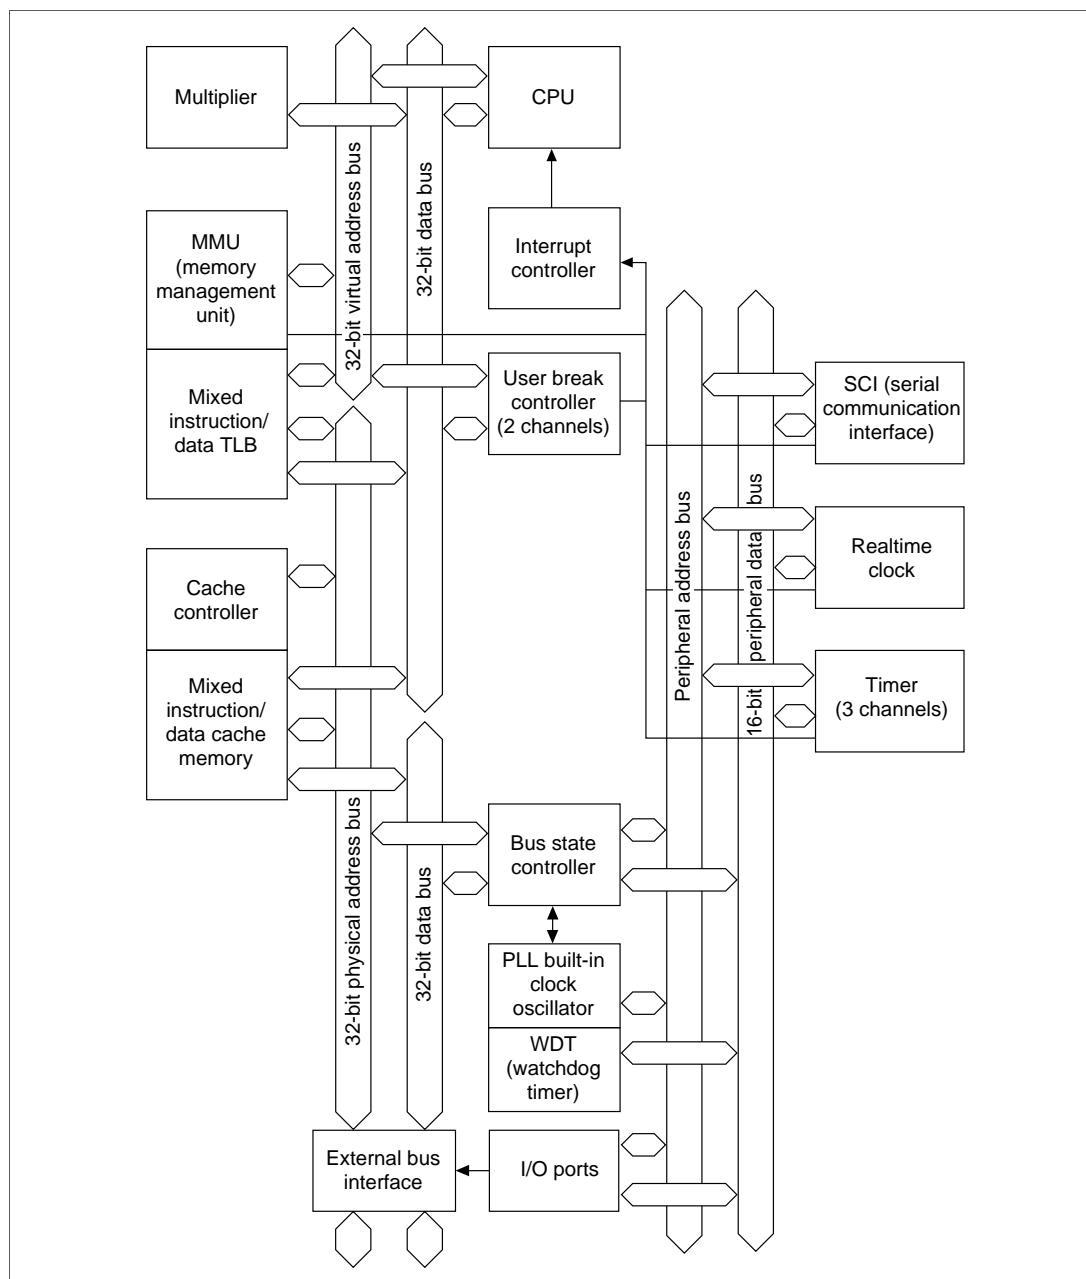 Multiplier
CPU
32-bit virtual address bus
32-bit data bus
MMU
(memory
management
unit)
Interrupt
controller
Mixed
instruction/
data TLB
User break
controller
(2 channels)
SCI (serial
communication
interface)
Cache
controller
Peripheral address bus
16-bit peripheral data bus
Realtime
clock
Mixed
instruction/
data cache
memory
Timer
(3 channels)
32-bit physical address bus
32-bit data bus
Bus state
controller
PLL built-in
clock
oscillator
WDT
(watchdog
timer)
External bus
interface
I/O ports